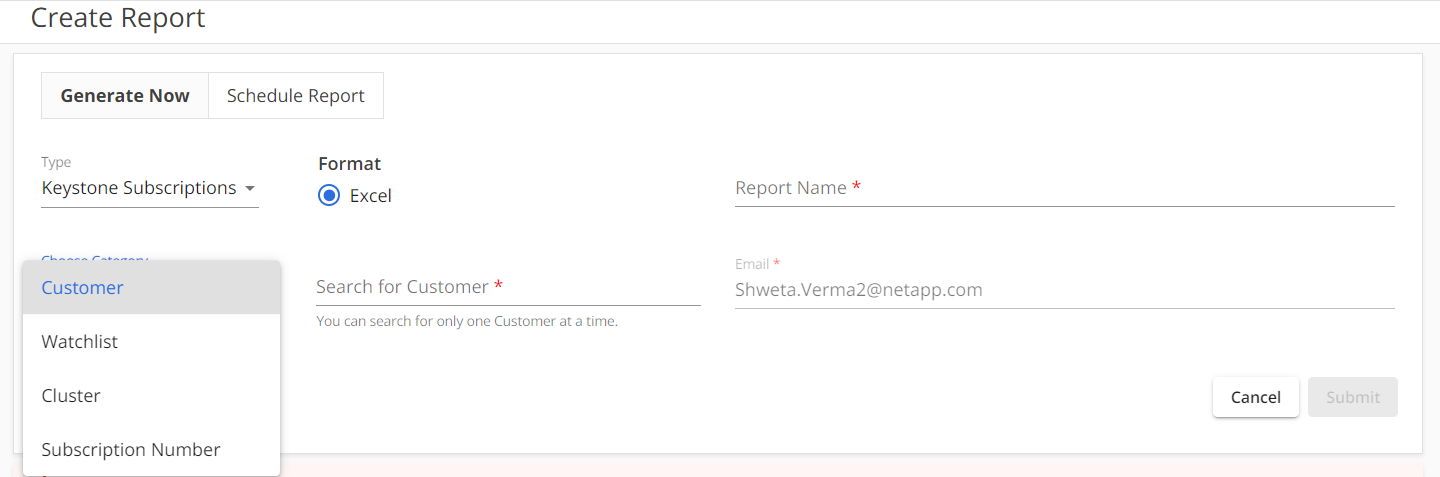 Create Report
Generate Now
Schedule Report
Type
Keystone Subscriptions
Format
Excel
Report Name *
Choose Category
Customer
Watchlist
Cluster
Subscription Number
Search for Customer *
You can search for only one Customer at a time.
Email *
Shweta.Verma2@netapp.com
Cancel
Submit